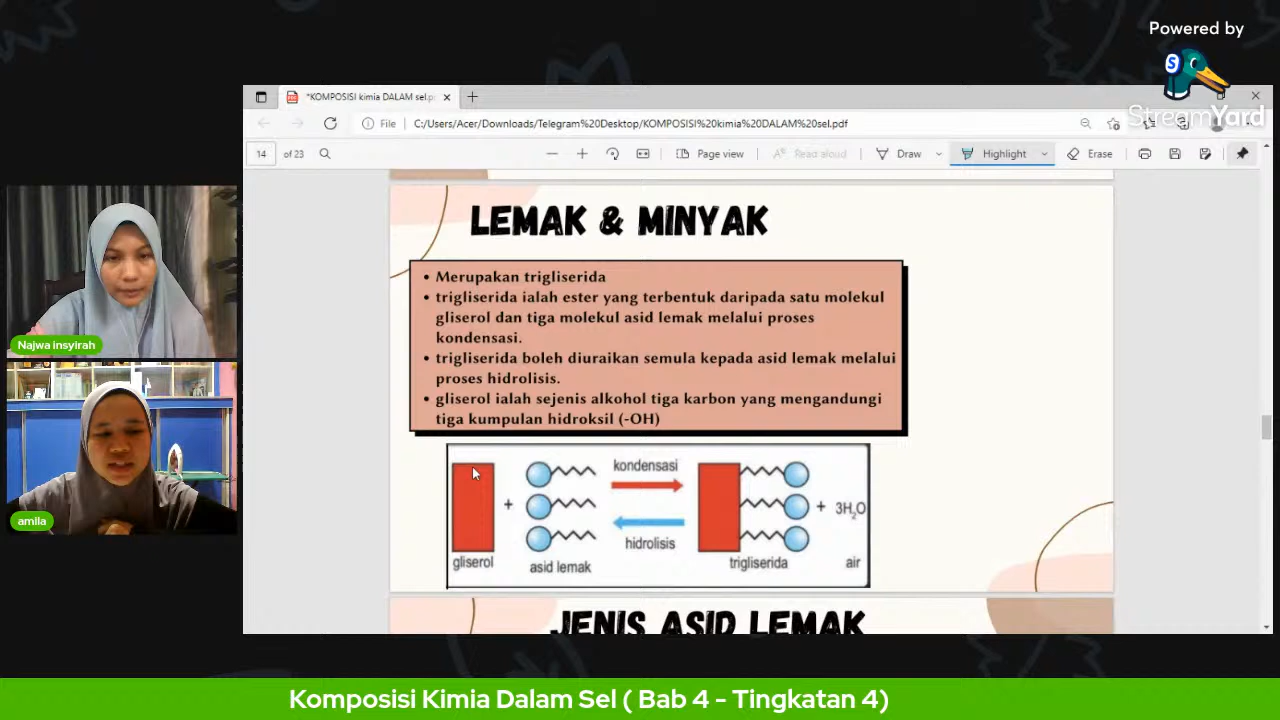 Powered by
StreamYard
*KOMPOSISI kimia DALAM sel.p
File C:/Users/Acer/Downloads/Telegram%20Desktop/KOMPOSISI%20kimia%20DALAM%20sel.pdf
14 of 23 Page view Read aloud Draw Highlight Erase
LEMAK & MINYAK
• Merupakan trigliserida
• trigliserida ialah ester yang terbentuk daripada satu molekul
gliserol dan tiga molekul asid lemak melalui proses
kondensasi.
• trigliserida boleh diuraikan semula kepada asid lemak melalui
proses hidrolisis.
• gliserol ialah sejenis alkohol tiga karbon yang mengandungi
tiga kumpulan hidroksil (-OH)
kondensasi
+ + 3H₂O
hidrolisis
gliserol asid lemak trigliserida air
JENIS ASID LEMAK
Najwa insyirah
amila
Komposisi Kimia Dalam Sel ( Bab 4 - Tingkatan 4)